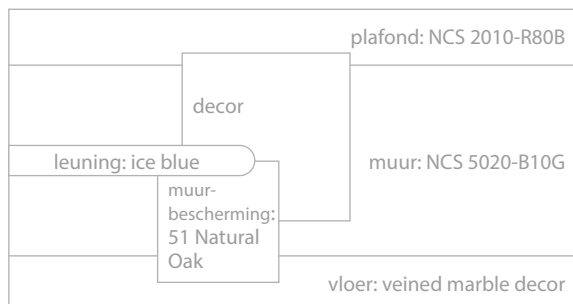 plafond: NCS 2010-R80B
decor
leuning: ice blue
muur: NCS 5020-B10G
muur-
bescherming:
51 Natural
Oak
vloer: veined marble decor